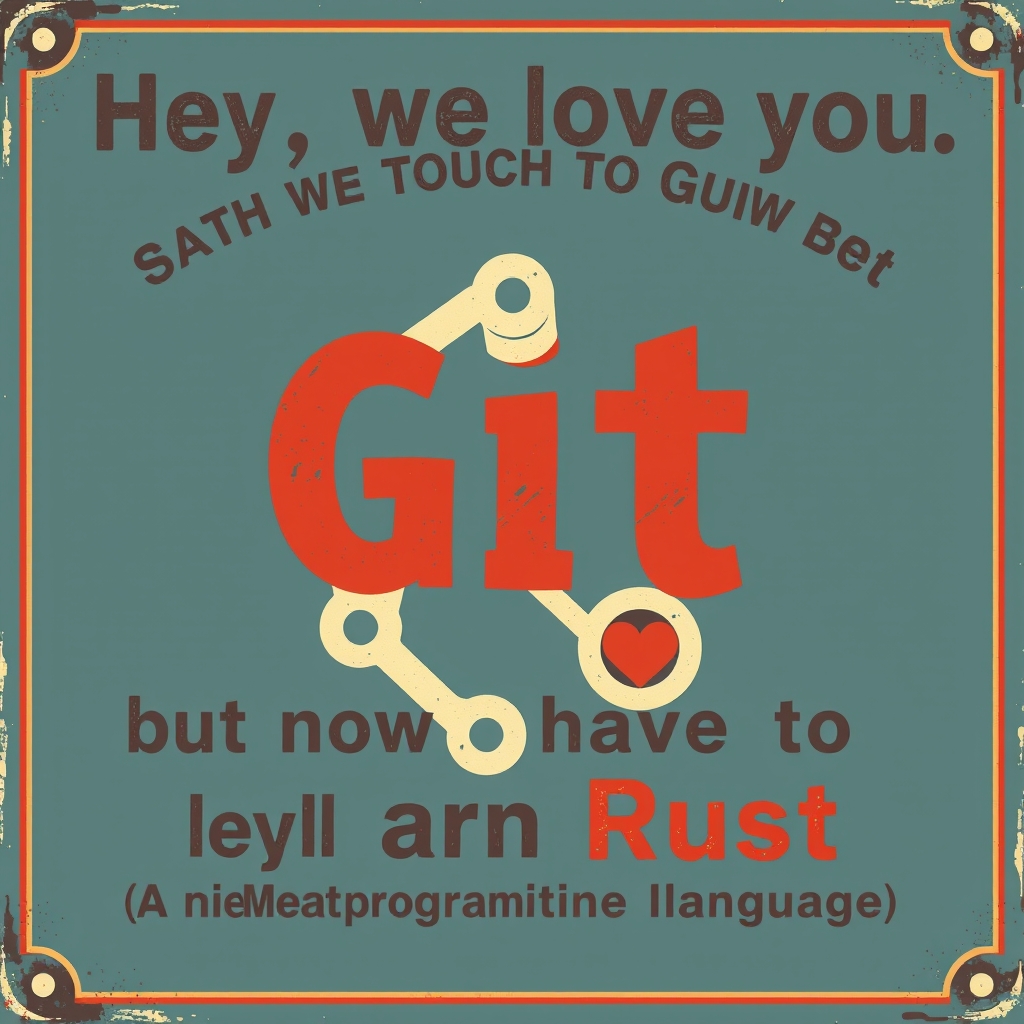 Hey, we love you.
SATH WE TOUCH TO GUIW Bet
Git
but now have to
leyll arn Rust
(A nieMeatprogramitine llanguage)